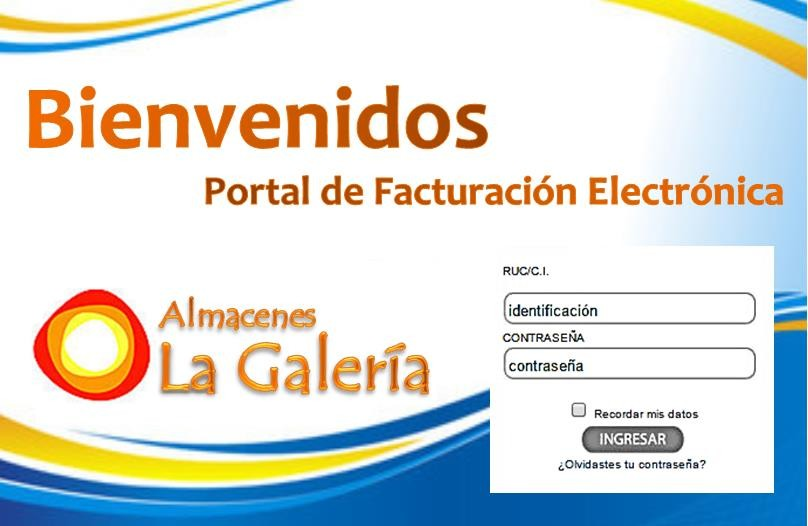 Bienvenidos
Portal de Facturación Electrónica
Almacenes
La Galería
RUC/C.I.
identificación
CONTRASEÑA
contraseña
Recordar mis datos
INGRESAR
¿Olvidastes tu contraseña?